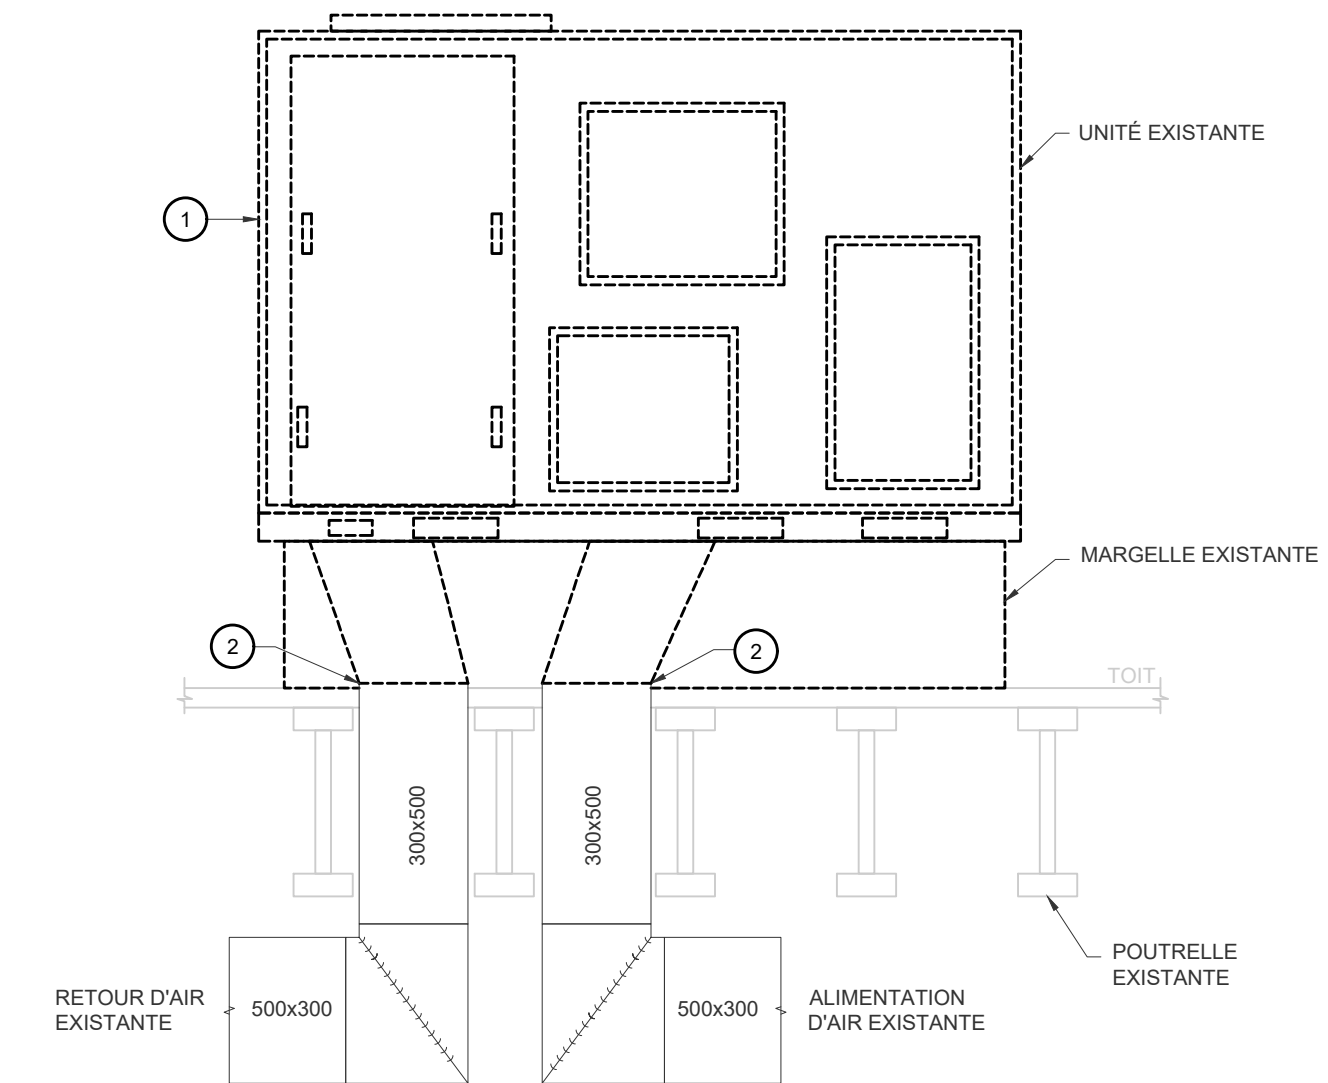 UNITÉ EXISTANTE
1
MARGELLE EXISTANTE
2
2
TOIT
300x500
300x500
POUTRELLE
EXISTANTE
RETOUR D'AIR
EXISTANTE
500x300
500x300
ALIMENTATION
D'AIR EXISTANTE